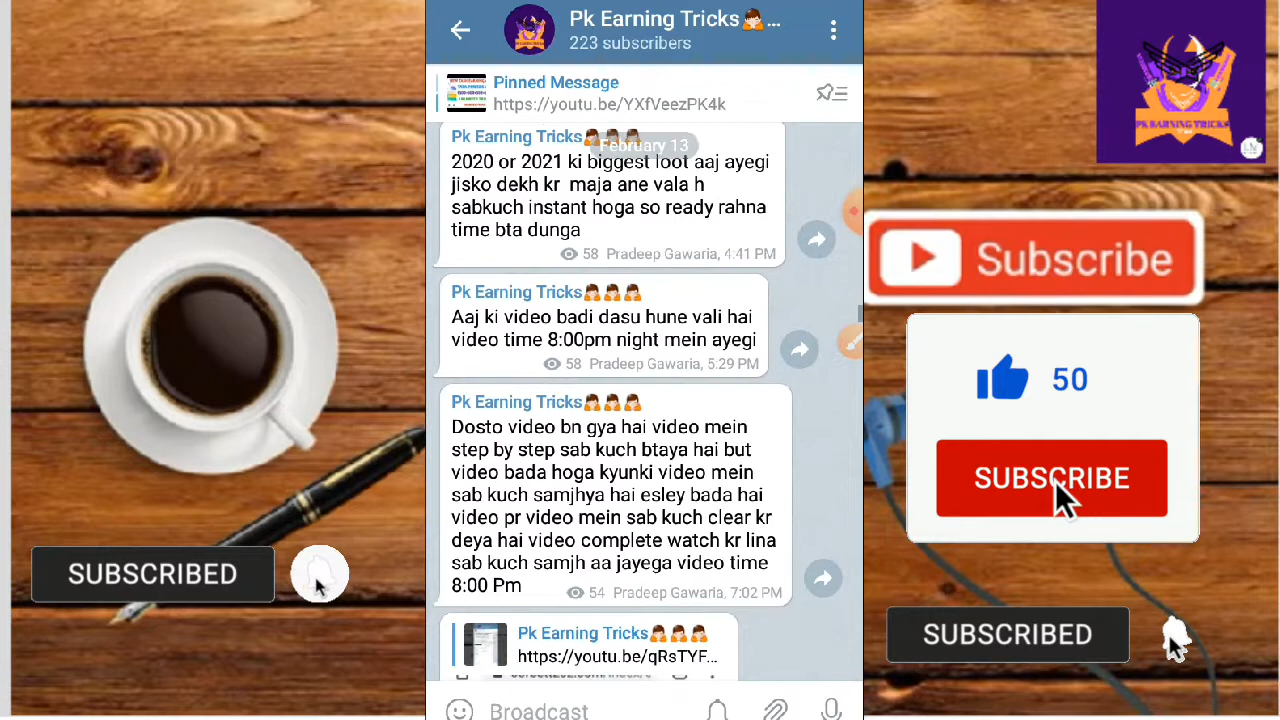 Pk Earning Tricks🙇...
223 subscribers
Pinned Message
https://youtu.be/YXfVeezPK4k
Pk Earning Tricks🙇🙇🙇
February 13
2020 or 2021 ki biggest loot aaj ayegi
jisko dekh kr maja ane vala h
sabkuch instant hoga so ready rahna
time bta dunga
58 Pradeep Gawaria, 4:41 PM
Pk Earning Tricks🙇🙇🙇
Aaj ki video badi dasu hune vali hai
video time 8:00pm night mein ayegi
58 Pradeep Gawaria, 5:29 PM
Pk Earning Tricks🙇🙇🙇
Dosto video bn gya hai video mein
step by step sab kuch btaya hai but
video bada hoga kyunki video mein
sab kuch samjhya hai esley bada hai
video pr video mein sab kuch clear kr
deya hai video complete watch kr lina
sab kuch samjh aa jayega video time
8:00 Pm
54 Pradeep Gawaria, 7:02 PM
Pk Earning Tricks🙇🙇🙇
https://youtu.be/qRsTYF...
Broadcast
SUBSCRIBED
PK EARNING TRICKS
Subscribe
50
SUBSCRIBE
SUBSCRIBED